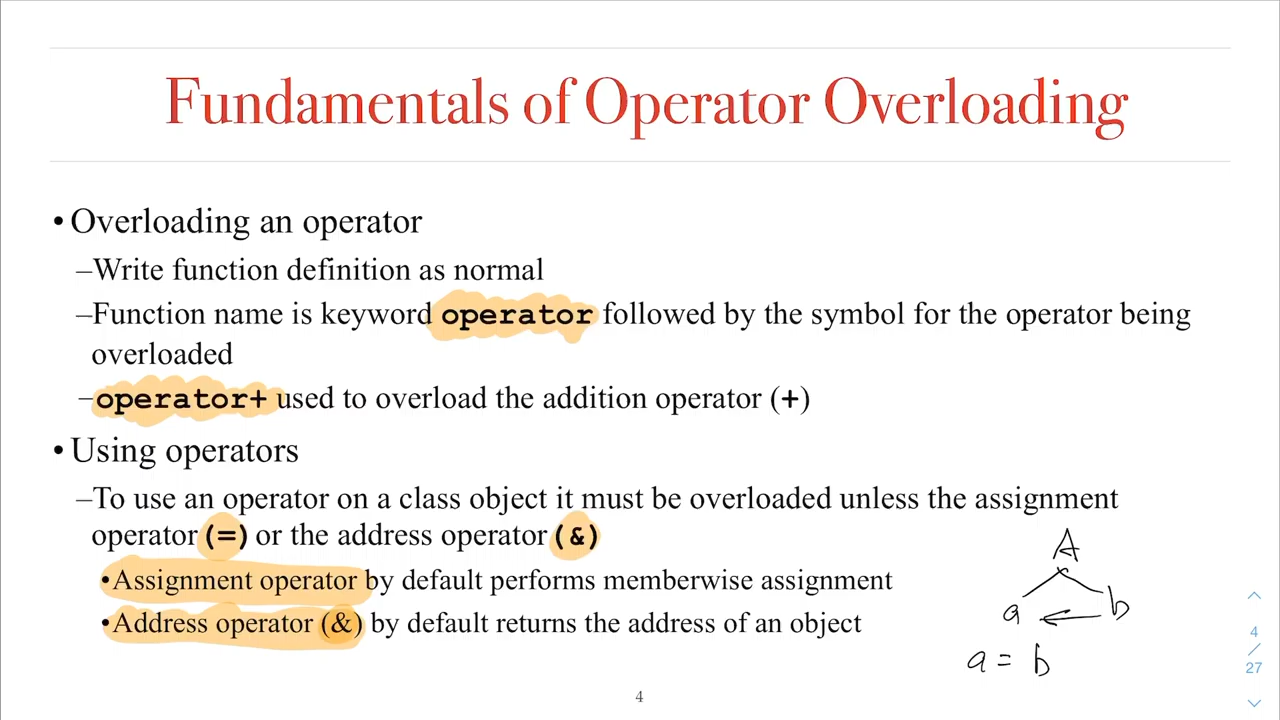 Fundamentals of Operator Overloading
• Overloading an operator
–Write function definition as normal
–Function name is keyword operator followed by the symbol for the operator being
overloaded
–operator+ used to overload the addition operator (+)
• Using operators
–To use an operator on a class object it must be overloaded unless the assignment
operator (=) or the address operator (&)
•Assignment operator by default performs memberwise assignment
•Address operator (&) by default returns the address of an object
A
a b
a = b
4
/
27
4